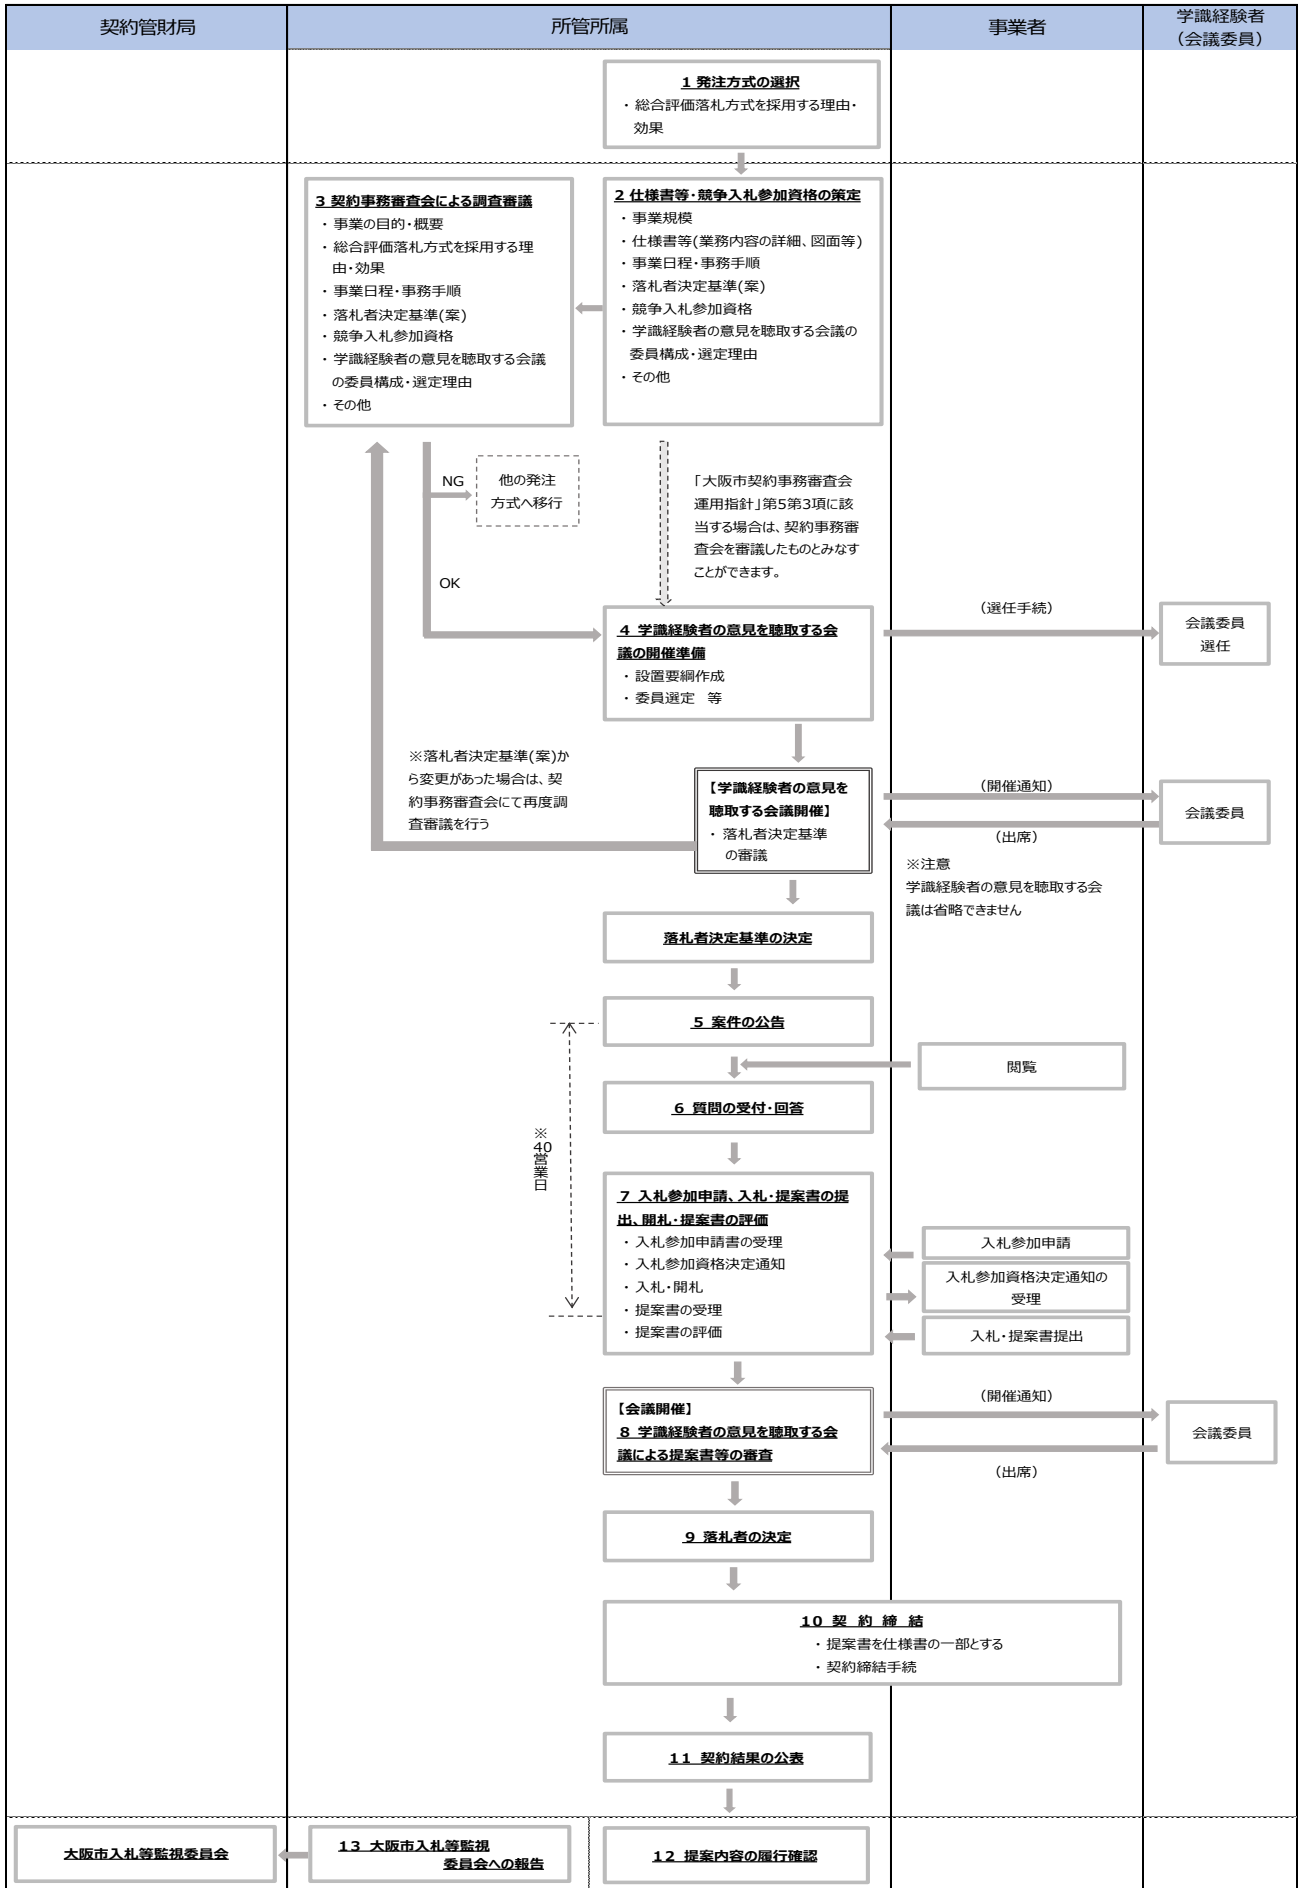 契約管財局
所管所属
事業者
学識経験者
（会議委員）
1 発注方式の選択
・総合評価落札方式を採用する理由・
効果
3 契約事務審査会による調査審議
・事業の目的・概要
・総合評価落札方式を採用する理
由・効果
・事業日程・事務手順
・落札者決定基準(案)
・競争入札参加資格
・学識経験者の意見を聴取する会議
の委員構成・選定理由
・その他
2 仕様書等・競争入札参加資格の策定
・事業規模
・仕様書等(業務内容の詳細、図面等)
・事業日程・事務手順
・落札者決定基準(案)
・競争入札参加資格
・学識経験者の意見を聴取する会議の
委員構成・選定理由
・その他
NG
他の発注
方式へ移行
OK
「大阪市契約事務審査会
運用指針」第5第3項に該
当する場合は、契約事務審
査会を審議したものとみなす
ことができます。
4 学識経験者の意見を聴取する会
議の開催準備
・設置要綱作成
・委員選定 等
（選任手続）
会議委員
選任
※落札者決定基準(案)か
ら変更があった場合は、契
約事務審査会にて再度調
査審議を行う
【学識経験者の意見を
聴取する会議開催】
・落札者決定基準
の審議
（開催通知）
会議委員
（出席）
※注意
学識経験者の意見を聴取する会
議は省略できません
落札者決定基準の決定
5 案件の公告
閲覧
6 質問の受付・回答
※40営業日
7 入札参加申請、入札・提案書の提
出、開札・提案書の評価
・入札参加申請書の受理
・入札参加資格決定通知
・入札・開札
・提案書の受理
・提案書の評価
入札参加申請
入札参加資格決定通知の
受理
入札・提案書提出
【会議開催】
8 学識経験者の意見を聴取する会
議による提案書等の審査
（開催通知）
会議委員
（出席）
9 落札者の決定
10 契 約 締 結
・提案書を仕様書の一部とする
・契約締結手続
11 契約結果の公表
大阪市入札等監視委員会
13 大阪市入札等監視
委員会への報告
12 提案内容の履行確認